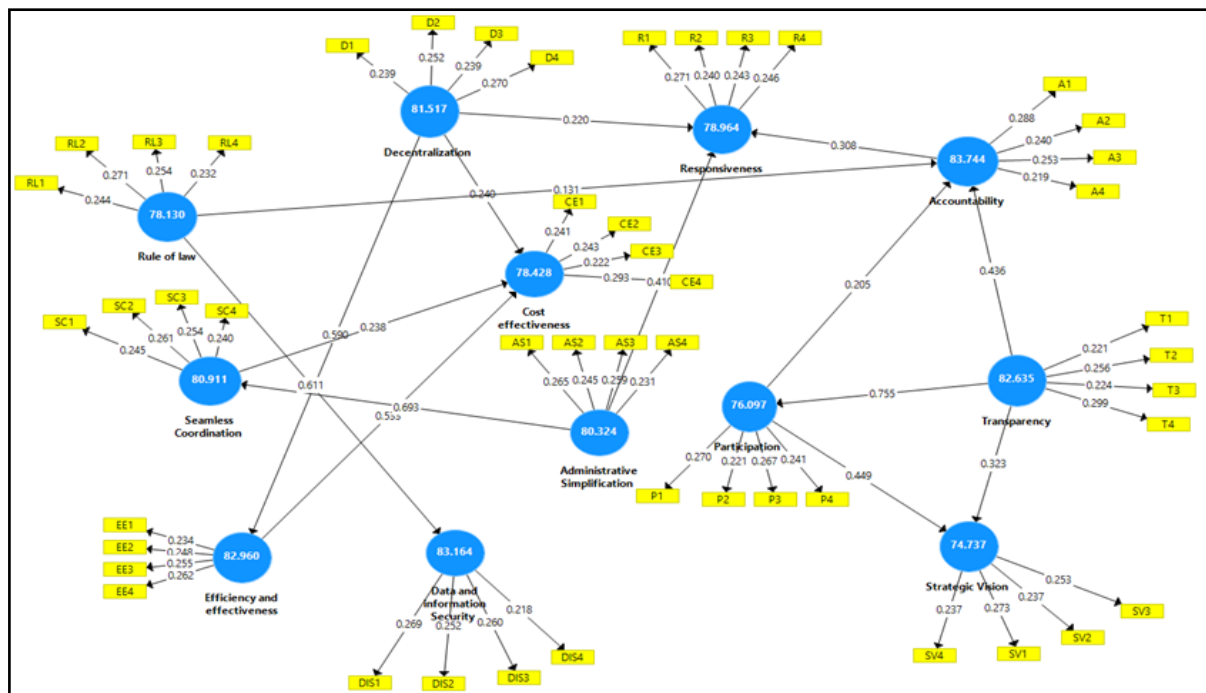 D1
D2
D3
D4
0.239
0.252
0.239
0.270
81.517
Decentralization
R1
R2
R3
R4
0.271
0.240
0.243
0.246
78.964
Responsiveness
0.220
0.308
A1
A2
A3
A4
0.288
0.240
0.253
0.219
83.744
Accountability
RL1
RL2
RL3
RL4
0.244
0.271
0.254
0.232
78.130
Rule of law
0.131
0.240
CE1
CE2
CE3
CE4
0.241
0.243
0.222
0.293
0.410
78.428
Cost
effectiveness
SC1
SC2
SC3
SC4
0.245
0.261
0.254
0.240
80.911
Seamless
Coordination
0.590
0.238
0.611
0.693
AS1
AS2
AS3
AS4
0.265
0.245
0.259
0.231
80.324
Administrative
Simplification
0.205
0.436
T1
T2
T3
T4
0.221
0.256
0.224
0.299
82.635
Transparency
0.755
76.097
Participation
0.270
0.221
0.267
0.241
P1
P2
P3
P4
0.449
0.323
EE1
EE2
EE3
EE4
0.234
0.248
0.255
0.262
82.960
Efficiency and
effectiveness
83.164
Data and
information
Security
0.269
0.252
0.260
0.218
DIS1
DIS2
DIS3
DIS4
74.737
Strategic Vision
0.237
0.273
0.237
0.253
SV4
SV1
SV2
SV3